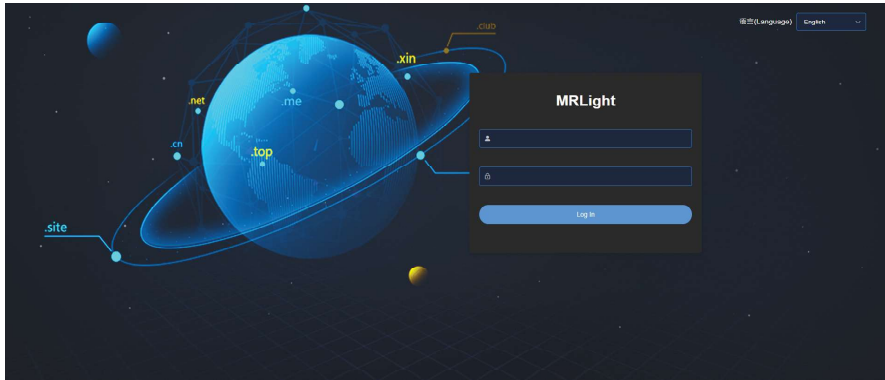 语言(Language) English
.club
.xin
MRLight
.net
.me
.cn
.top
Log In
.site